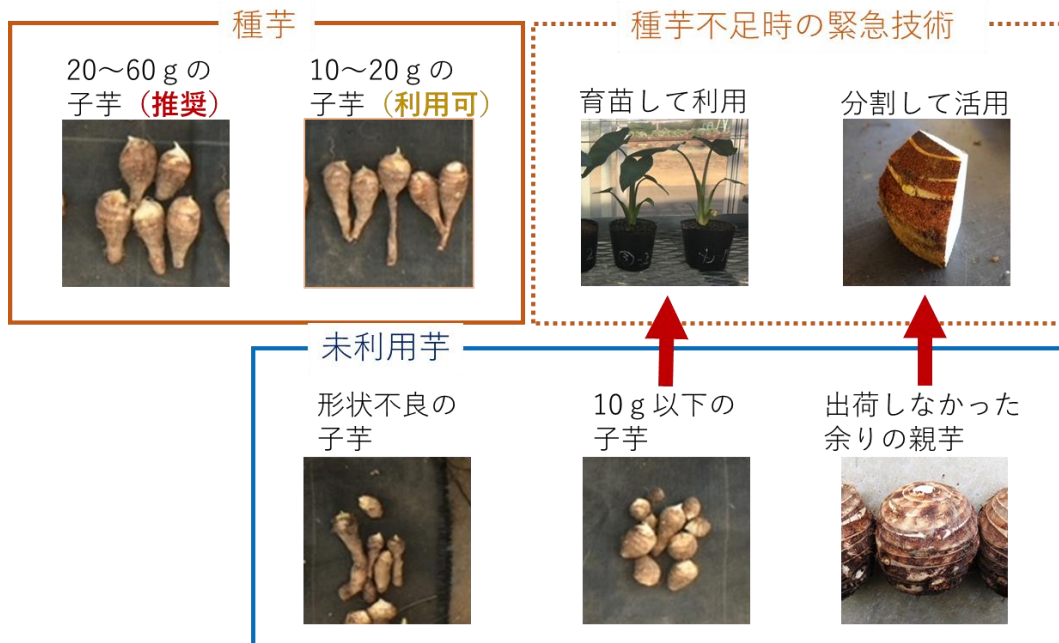 種芋
20～60ｇの
子芋（推奨）
10～20ｇの
子芋（利用可）
種芋不足時の緊急技術
育苗して利用
分割して活用
未利用芋
形状不良の
子芋
10ｇ以下の
子芋
出荷しなかった
余りの親芋